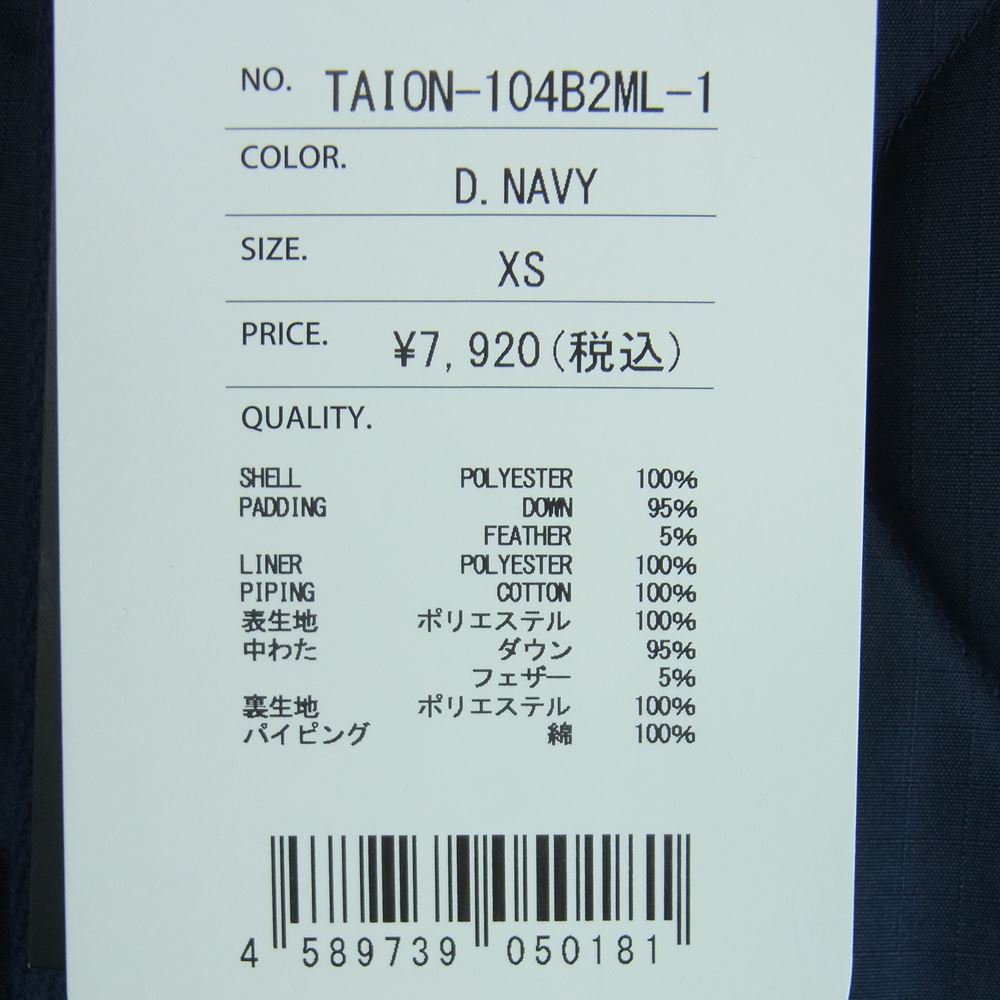 NO. TAION-104B2ML-1
COLOR. D. NAVY
SIZE. XS
PRICE. ¥7,920(税込)
QUALITY.
SHELL POLYESTER 100%
PADDING DOWN 95%
FEATHER 5%
LINER POLYESTER 100%
PIPING COTTON 100%
表生地 ポリエステル 100%
中わた ダウン 95%
フェザー 5%
裏生地 ポリエステル 100%
パイピング 綿 100%
4 589739 050181